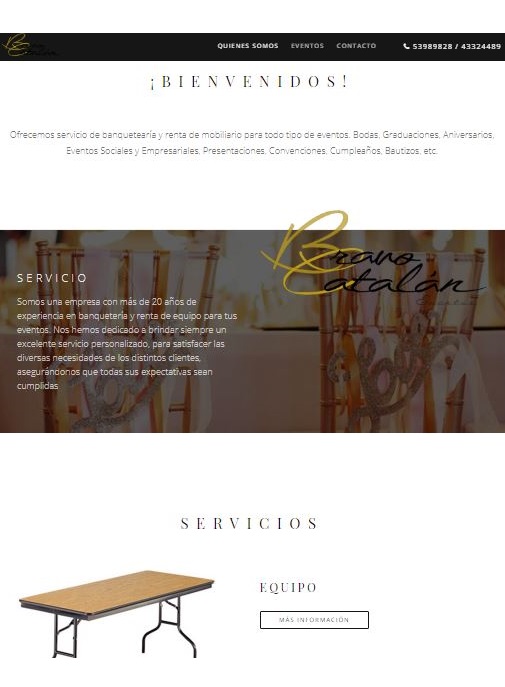 QUIENES SOMOS EVENTOS CONTACTO 53989828 / 43324489
¡BIENVENIDOS!
Ofrecemos servicio de banquetearía y renta de mobiliario para todo tipo de eventos. Bodas, Graduaciones, Aniversarios,
Eventos Sociales y Empresariales, Presentaciones, Convenciones, Cumpleaños, Bautizos, etc.
Bravo
Catalán
SERVICIO
Somos una empresa con más de 20 años de
experiencia en banquetería y renta de equipo para tus
eventos. Nos hemos dedicado a brindar siempre un
excelente servicio personalizado, para satisfacer las
diversas necesidades de los distintos clientes,
asegurándonos que todas sus expectativas sean
cumplidas
SERVICIOS
EQUIPO
MÁS INFORMACIÓN